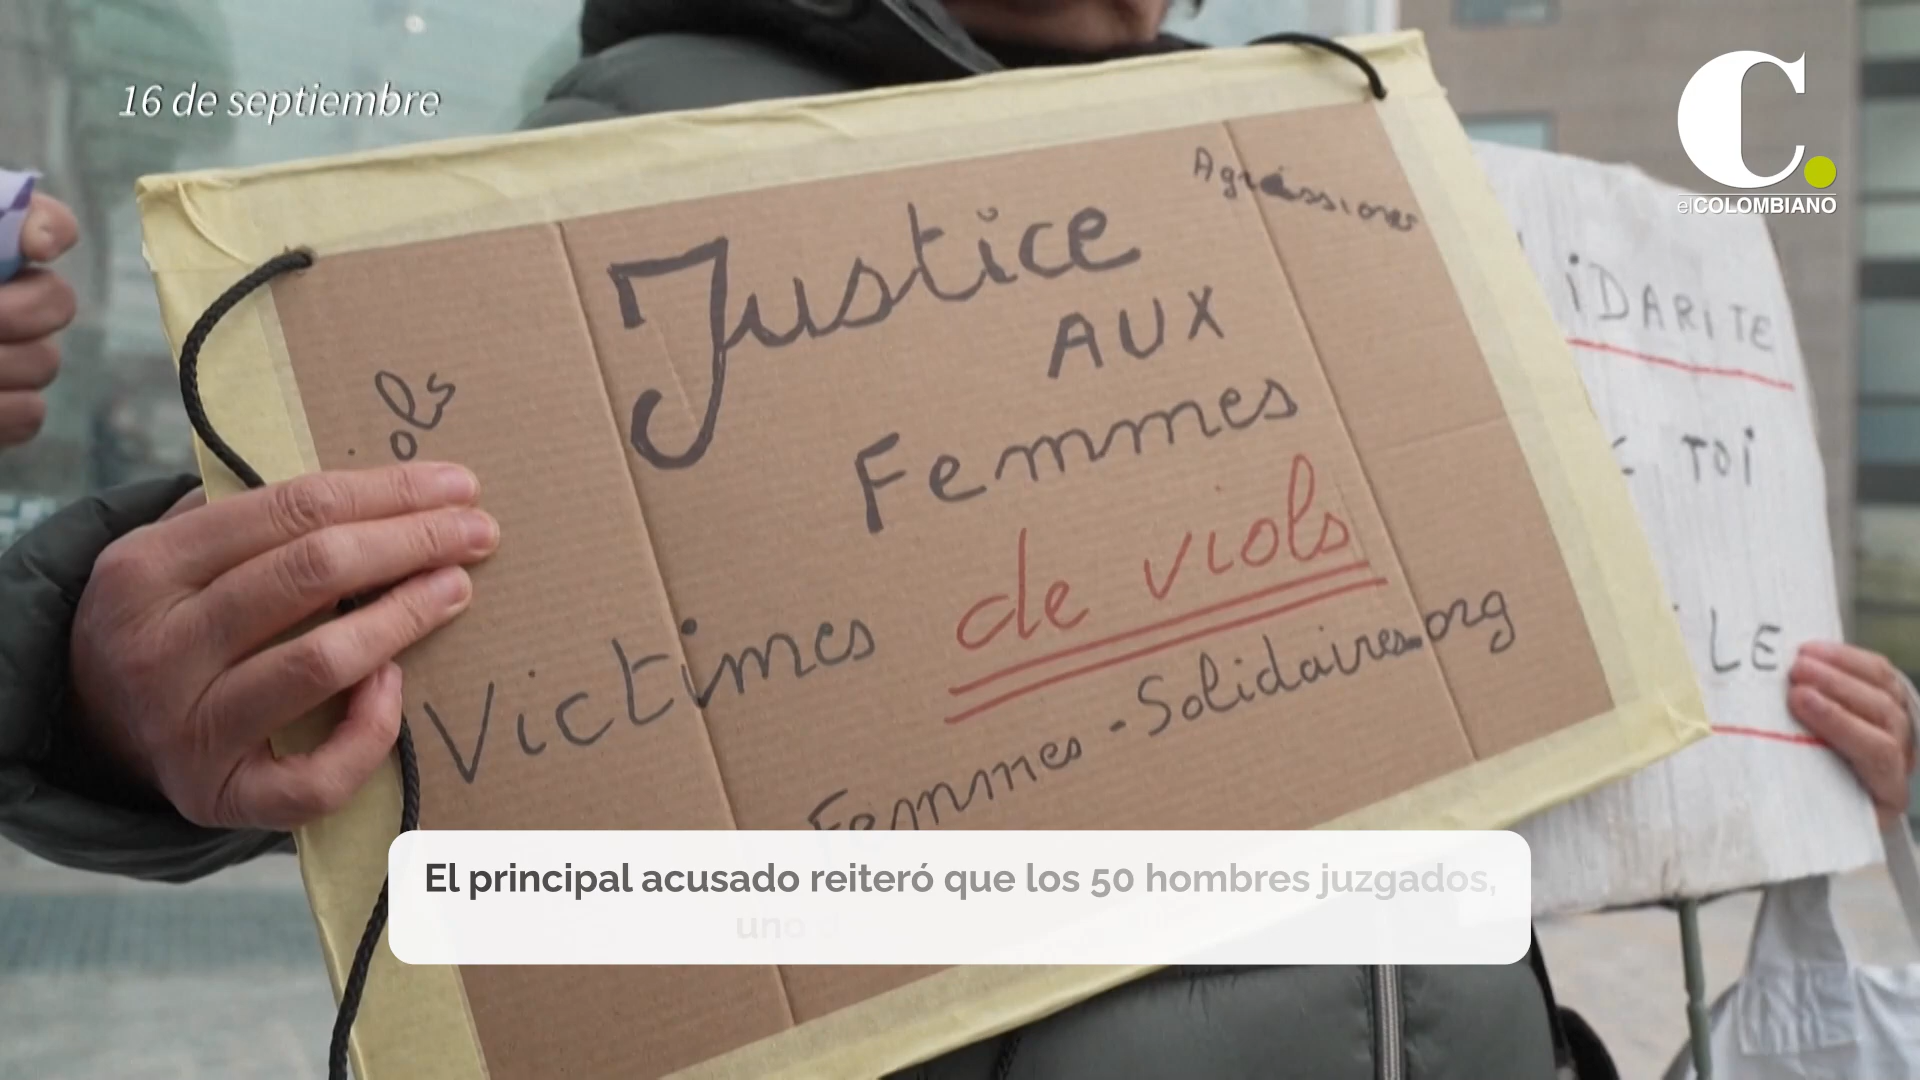 16 de septiembre
elCOLOMBIANO
Agressions
Justice
AUX
Femmes
de viols
Victimes
Femmes-Solidaires.org
IDARITE
TOI
LE
El principal acusado reiteró que los 50 hombres juzgados,
uno